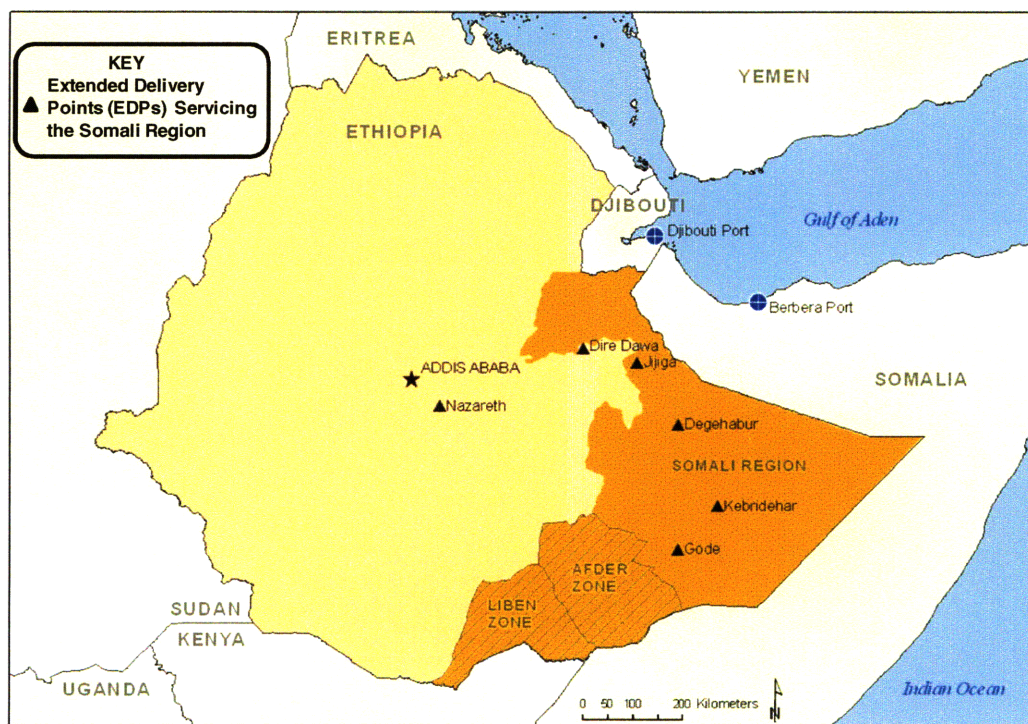 KEY
Extended Delivery
Points (EDPs) Servicing
the Somali Region
ERITREA
YEMEN
ETHIOPIA
DJIBOUTI
Gulf of Aden
Djibouti Port
Berbera Port
Dire Dawa
Jijiga
ADDIS ABABA
SOMALIA
Nazareth
Degehabur
SOMALI REGION
Kebridehar
Gode
AFDER
ZONE
LIBEN
ZONE
SUDAN
KENYA
UGANDA
Indian Ocean
0 50 100 200 Kilometers
N